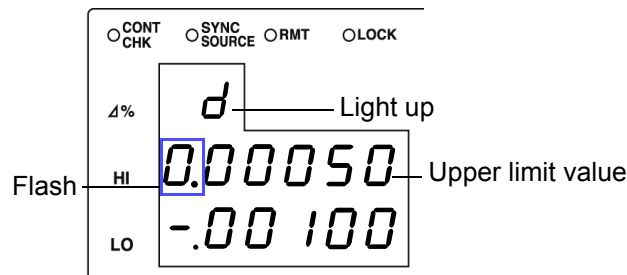 CONT CHK SYNC SOURCE RMT LOCK
⊿% d Light up
Flash HI 0.00050 Upper limit value
LO -.00100